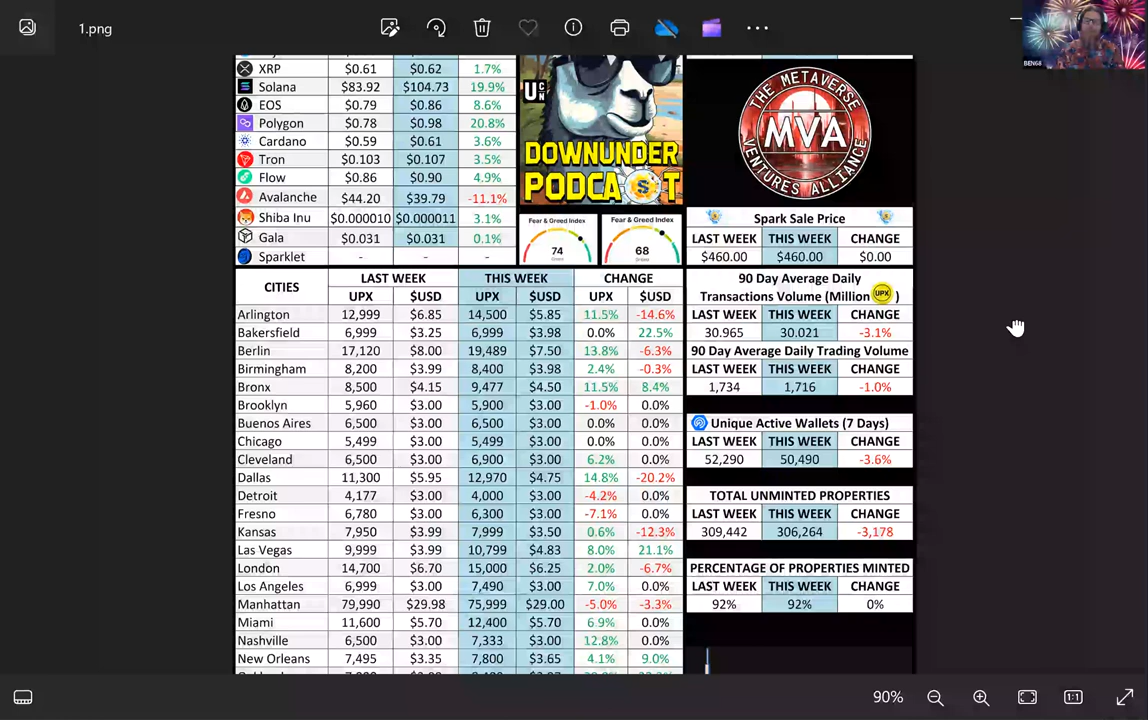 1.png
BENGS
XRP $0.61 $0.62 1.7%
Solana $83.92 $104.73 19.9%
EOS $0.79 $0.86 8.6%
Polygon $0.78 $0.98 20.8%
Cardano $0.59 $0.61 3.6%
Tron $0.103 $0.107 3.5%
Flow $0.86 $0.90 4.9%
Avalanche $44.20 $39.79 -11.1%
Shiba Inu $0.000010 $0.000011 3.1%
Gala $0.031 $0.031 0.1%
Sparklet - - -
UCN
DOWNUNDER
PODCA$T
Fear & Greed Index
74
Fear & Greed Index
68
THE METAVERSE
MVA
VENTURES ALLIANCE
Spark Sale Price
LAST WEEK THIS WEEK CHANGE
$460.00 $460.00 $0.00
CITIES LAST WEEK THIS WEEK CHANGE
UPX $USD UPX $USD UPX $USD
Arlington 12,999 $6.85 14,500 $5.85 11.5% -14.6%
Bakersfield 6,999 $3.25 6,999 $3.98 0.0% 22.5%
Berlin 17,120 $8.00 19,489 $7.50 13.8% -6.3%
Birmingham 8,200 $3.99 8,400 $3.98 2.4% -0.3%
Bronx 8,500 $4.15 9,477 $4.50 11.5% 8.4%
Brooklyn 5,960 $3.00 5,900 $3.00 -1.0% 0.0%
Buenos Aires 6,500 $3.00 6,500 $3.00 0.0% 0.0%
Chicago 5,499 $3.00 5,499 $3.00 0.0% 0.0%
Cleveland 6,500 $3.00 6,900 $3.00 6.2% 0.0%
Dallas 11,300 $5.95 12,970 $4.75 14.8% -20.2%
Detroit 4,177 $3.00 4,000 $3.00 -4.2% 0.0%
Fresno 6,780 $3.00 6,300 $3.00 -7.1% 0.0%
Kansas 7,950 $3.99 7,999 $3.50 0.6% -12.3%
Las Vegas 9,999 $3.99 10,799 $4.83 8.0% 21.1%
London 14,700 $6.70 15,000 $6.25 2.0% -6.7%
Los Angeles 6,999 $3.00 7,490 $3.00 7.0% 0.0%
Manhattan 79,990 $29.98 75,999 $29.00 -5.0% -3.3%
Miami 11,600 $5.70 12,400 $5.70 6.9% 0.0%
Nashville 6,500 $3.00 7,333 $3.00 12.8% 0.0%
New Orleans 7,495 $3.35 7,800 $3.65 4.1% 9.0%
90 Day Average Daily
Transactions Volume (Million UPX )
LAST WEEK THIS WEEK CHANGE
30.965 30.021 -3.1%
90 Day Average Daily Trading Volume
LAST WEEK THIS WEEK CHANGE
1,734 1,716 -1.0%
Unique Active Wallets (7 Days)
LAST WEEK THIS WEEK CHANGE
52,290 50,490 -3.6%
TOTAL UNMINTED PROPERTIES
LAST WEEK THIS WEEK CHANGE
309,442 306,264 -3,178
PERCENTAGE OF PROPERTIES MINTED
LAST WEEK THIS WEEK CHANGE
92% 92% 0%
90%
1:1